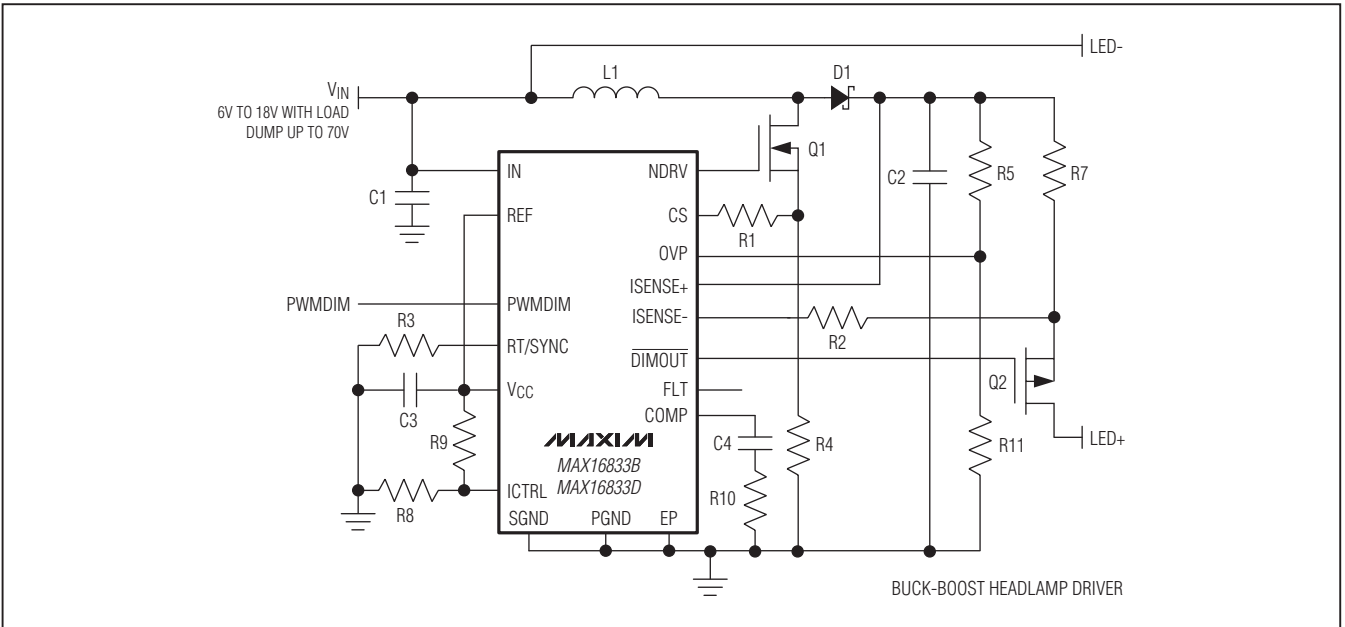 LED-
L1
D1
VIN
6V TO 18V WITH LOAD
DUMP UP TO 70V
Q1
IN
NDRV
C1
C2
R5
R7
REF
CS
R1
OVP
ISENSE+
PWMDIM
PWMDIM
ISENSE-
R3
R2
RT/SYNC
DIMOUT
Q2
VCC
FLT
C3
COMP
R9
MAXIM
C4
R4
R11
LED+
MAX16833B
MAX16833D
R10
ICTRL
R8
SGND
PGND
EP
BUCK-BOOST HEADLAMP DRIVER